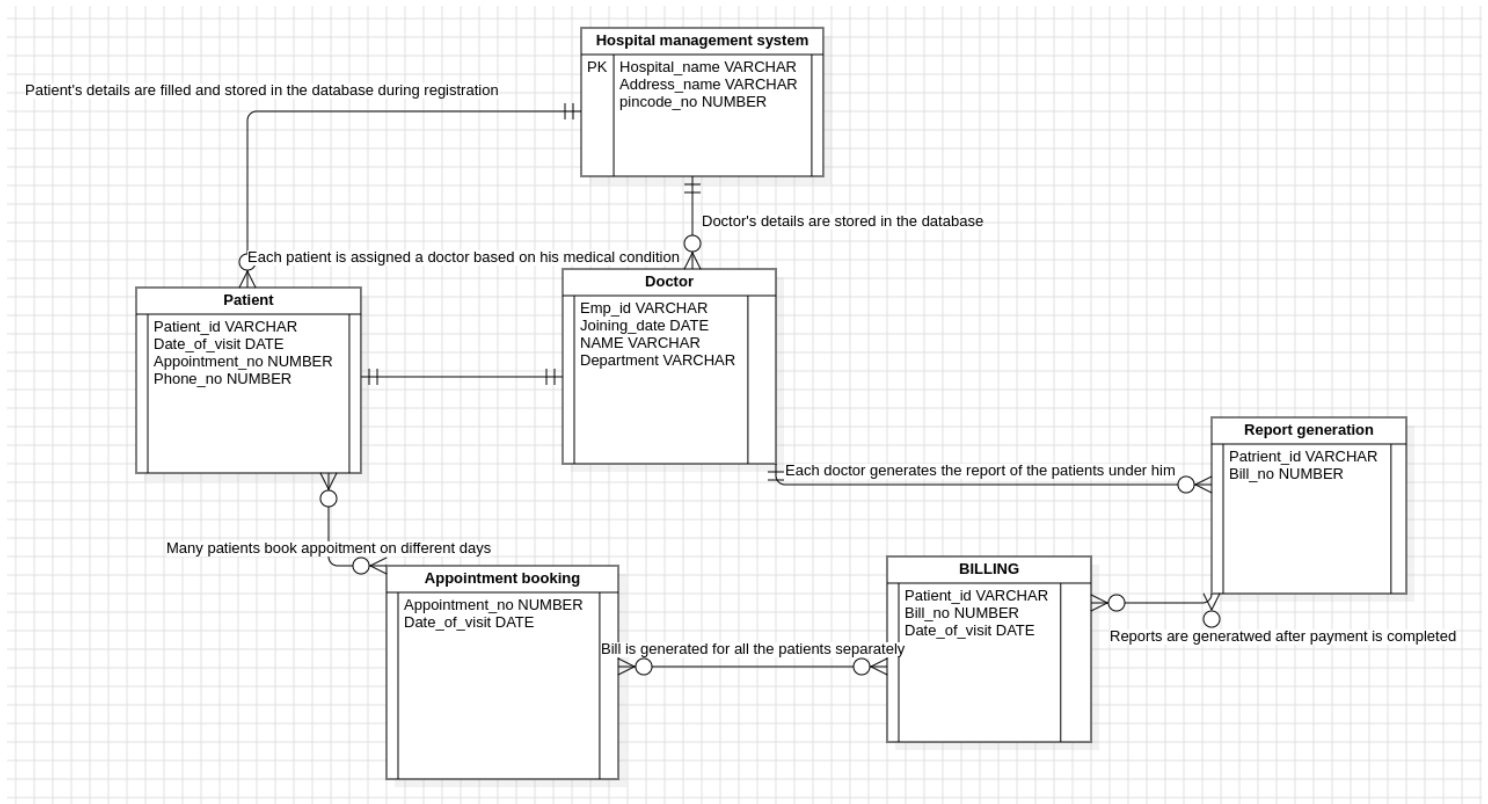 Hospital management system
PK
Hospital_name VARCHAR
Address_name VARCHAR
pincode_no NUMBER
Patient's details are filled and stored in the database during registration
Doctor's details are stored in the database
Each patient is assigned a doctor based on his medical condition
Patient
Patient_id VARCHAR
Date_of_visit DATE
Appointment_no NUMBER
Phone_no NUMBER
Doctor
Emp_id VARCHAR
Joining_date DATE
NAME VARCHAR
Department VARCHAR
Report generation
Patrient_id VARCHAR
Bill_no NUMBER
Each doctor generates the report of the patients under him
Many patients book appoitment on different days
Appointment booking
Appointment_no NUMBER
Date_of_visit DATE
BILLING
Patient_id VARCHAR
Bill_no NUMBER
Date_of_visit DATE
Bill is generated for all the patients separately
Reports are generatwed after payment is completed